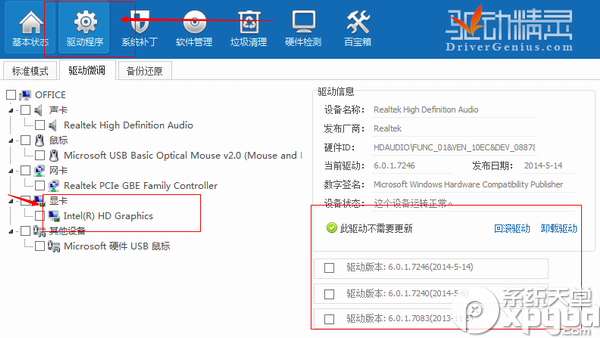 基本状态 驱动程序 系统补丁 软件管理 垃圾清理 硬件检测 百宝箱
驱动精灵
DriverGenius.com
标准模式 驱动微调 备份还原
OFFICE
声卡
Realtek High Definition Audio
鼠标
Microsoft USB Basic Optical Mouse v2.0 (Mouse and
网卡
Realtek PCIe GBE Family Controller
显卡
Intel(R) HD Graphics
其他设备
Microsoft 硬件 USB 鼠标
驱动信息
设备名称: Realtek High Definition Audio
发布厂商: Realtek
硬件ID: HDAUDIO\FUNC_01&VEN_10EC&DEV_0887&
当前驱动: 6.0.1.7246 发布日期: 2014-5-14
数字签名: Microsoft Windows Hardware Compatibility Publisher
设备状态: 这个设备运转正常。
此驱动不需要更新 回滚驱动 卸载驱动
驱动版本: 6.0.1.7246(2014-5-14)
驱动版本: 6.0.1.7240(2014-5-6)
驱动版本: 6.0.1.7083(2013-11-5)
系统天堂